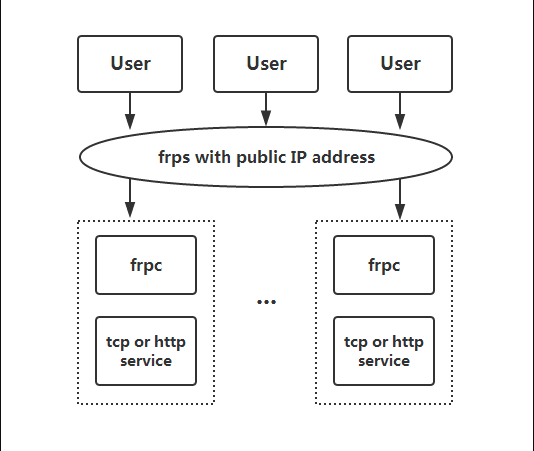 User
User
User
frps with public IP address
frpc
tcp or http
service
...
frpc
tcp or http
service